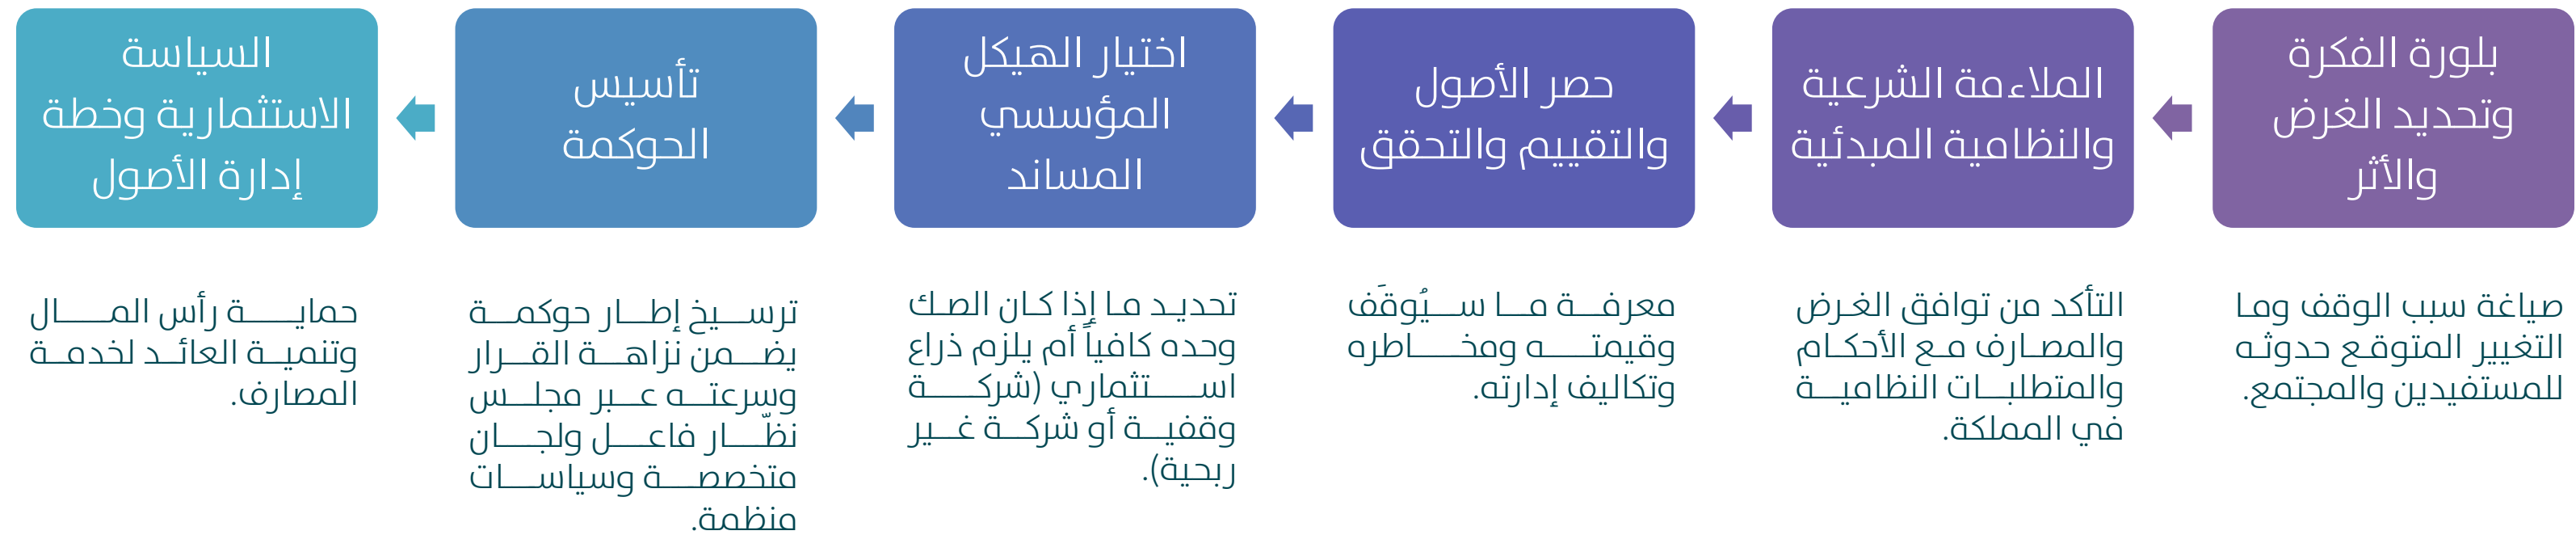 بلورة الفكرة
وتحديد الغرض
والأثر
الملاءمة الشرعية
والنظامية المبدئية
حصر الأصول
والتقييم والتحقق
اختيار الهيكل
المؤسسي
المساند
تأسيس
الحوكمة
السياسة
الاستثمارية وخطة
إدارة الأصول
صياغة سبب الوقف وما
التغيير المتوقع حدوثه
للمستفيدين والمجتمع.
التأكد من توافق الغرض
والمصارف مع الأحكام
والمتطلبات النظامية
في المملكة.
معرفة ما سيُوقَف
وقيمته ومخاطره
وتكاليف إدارته.
تحديد ما إذا كان الصك
وحده كافياً أم يلزم ذراع
استثماري (شركة
وقفية أو شركة غير
ربحية).
ترسيخ إطار حوكمة
يضمن نزاهة القرار
وسرعته عبر مجلس
نظّار فاعل ولجان
متخصصة وسياسات
منظمة.
حماية رأس المال
وتنمية العائد لخدمة
المصارف.